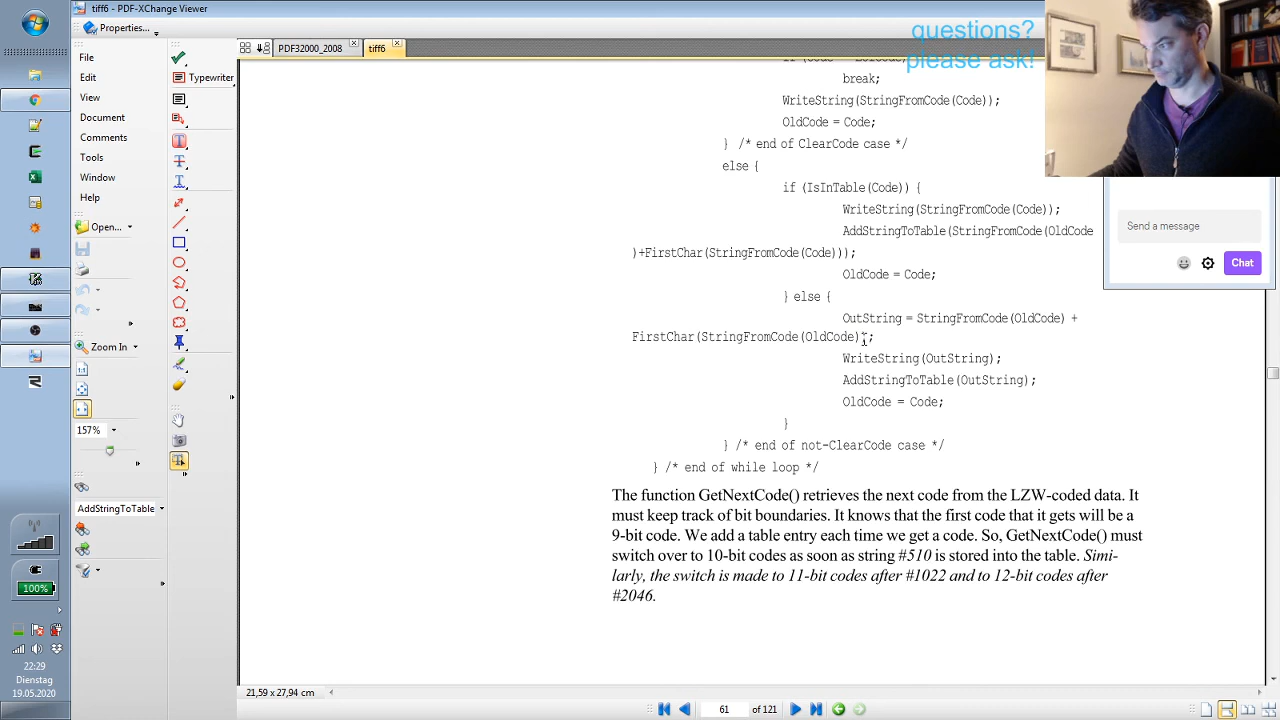 tiff6 - PDF-XChange Viewer
Properties...
questions?
please ask!
PDF32000_2008
tiff6
File
Edit
View
Document
Comments
Tools
Window
Help
Open...
Zoom In
157%
AddStringToTable
Typewriter
break;
WriteString(StringFromCode(Code));
OldCode = Code;
} /* end of ClearCode case */
else {
if (IsInTable(Code)) {
WriteString(StringFromCode(Code));
AddStringToTable(StringFromCode(OldCode
)+FirstChar(StringFromCode(Code)));
OldCode = Code;
} else {
OutString = StringFromCode(OldCode) +
FirstChar(StringFromCode(OldCode));
WriteString(OutString);
AddStringToTable(OutString);
OldCode = Code;
}
} /* end of not-ClearCode case */
} /* end of while loop */
The function GetNextCode() retrieves the next code from the LZW-coded data. It
must keep track of bit boundaries. It knows that the first code that it gets will be a
9-bit code. We add a table entry each time we get a code. So, GetNextCode() must
switch over to 10-bit codes as soon as string #510 is stored into the table. Simi-
larly, the switch is made to 11-bit codes after #1022 and to 12-bit codes after
#2046.
Send a message
Chat
100%
22:29
Dienstag
19.05.2020
21,59 x 27,94 cm
61
of 121